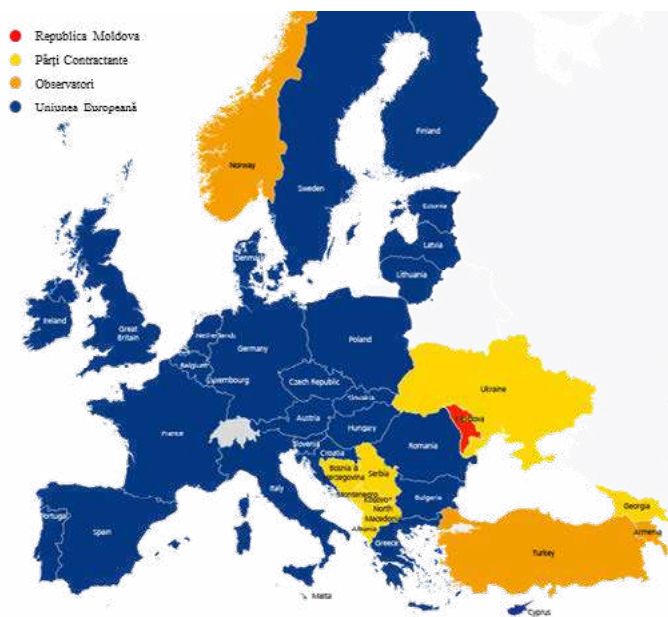 Republica Moldova
Părți Contractante
Observatori
Uniunea Europeană
Finland
Norway
Sweden
Estonia
Latvia
Denmark
Lithuania
Ireland
Great
Britain
Netherlands
Poland
Germany
Belgium
Luxembourg
Czech Republic
Ukraine
Slovakia
Austria
Moldova
Hungary
France
Slovenia
Romania
Croatia
Bosnia &
Herzegovina
Serbia
Italy
Montenegro
Bulgaria
Kosovo*
Georgia
North
Macedonia
Portugal
Spain
Albania
Armenia
Greece
Turkey
Malta
Cyprus